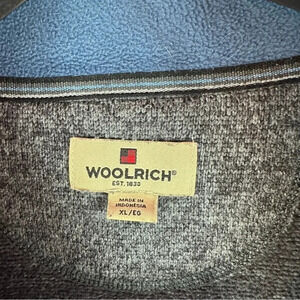 WOOLRICH®
EST. 1830
MADE IN
INDONESIA
XL/EG